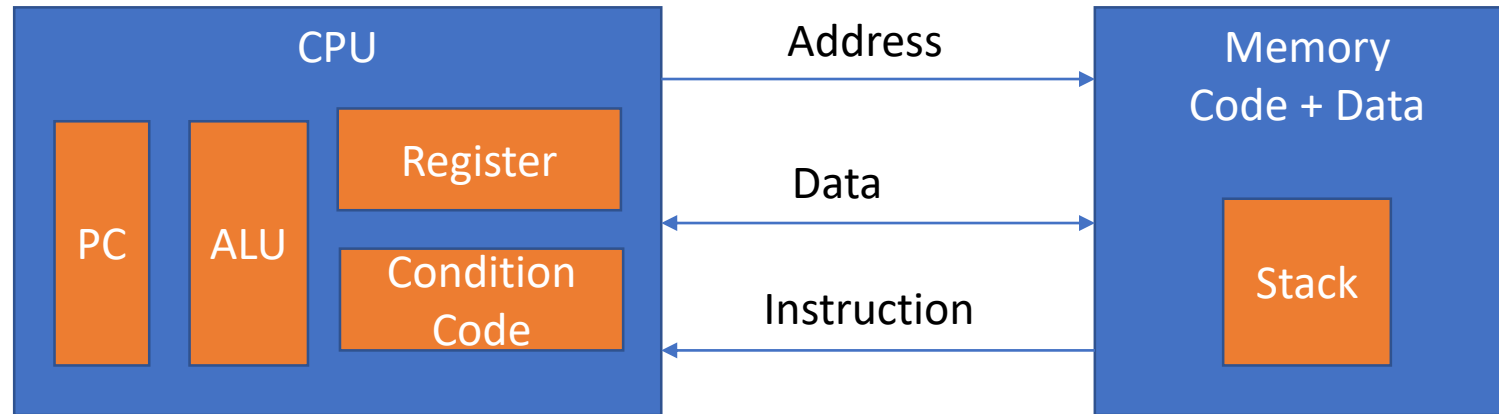 CPU
PC
ALU
Register
Condition
Code
Address
Data
Instruction
Memory
Code + Data
Stack